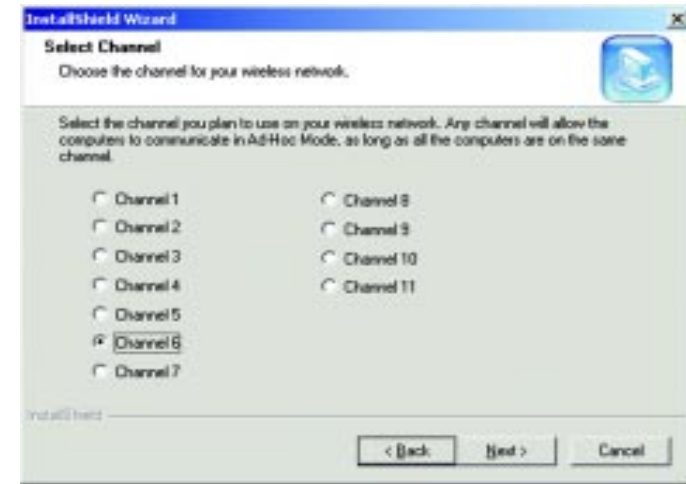 InstallShield Wizard
Select Channel
Choose the channel for your wireless network.
Select the channel you plan to use on your wireless network. Any channel will allow the
computers to communicate in Ad-Hoc Mode, as long as all the computers are on the same
channel.
Channel 1
Channel 2
Channel 3
Channel 4
Channel 5
Channel 6
Channel 7
Channel 8
Channel 9
Channel 10
Channel 11
InstallShield
< Back
Next >
Cancel